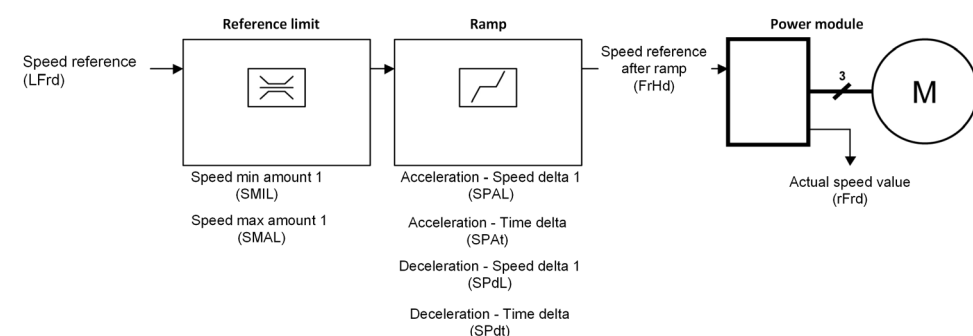 Reference limit
Ramp
Power module
Speed reference
(LFrd)
Speed reference
after ramp
(FrHd)
3
M
Speed min amount 1
(SMIL)
Speed max amount 1
(SMAL)
Acceleration - Speed delta 1
(SPAL)
Acceleration - Time delta
(SPAt)
Deceleration - Speed delta 1
(SPdL)
Deceleration - Time delta
(SPdt)
Actual speed value
(rFrd)